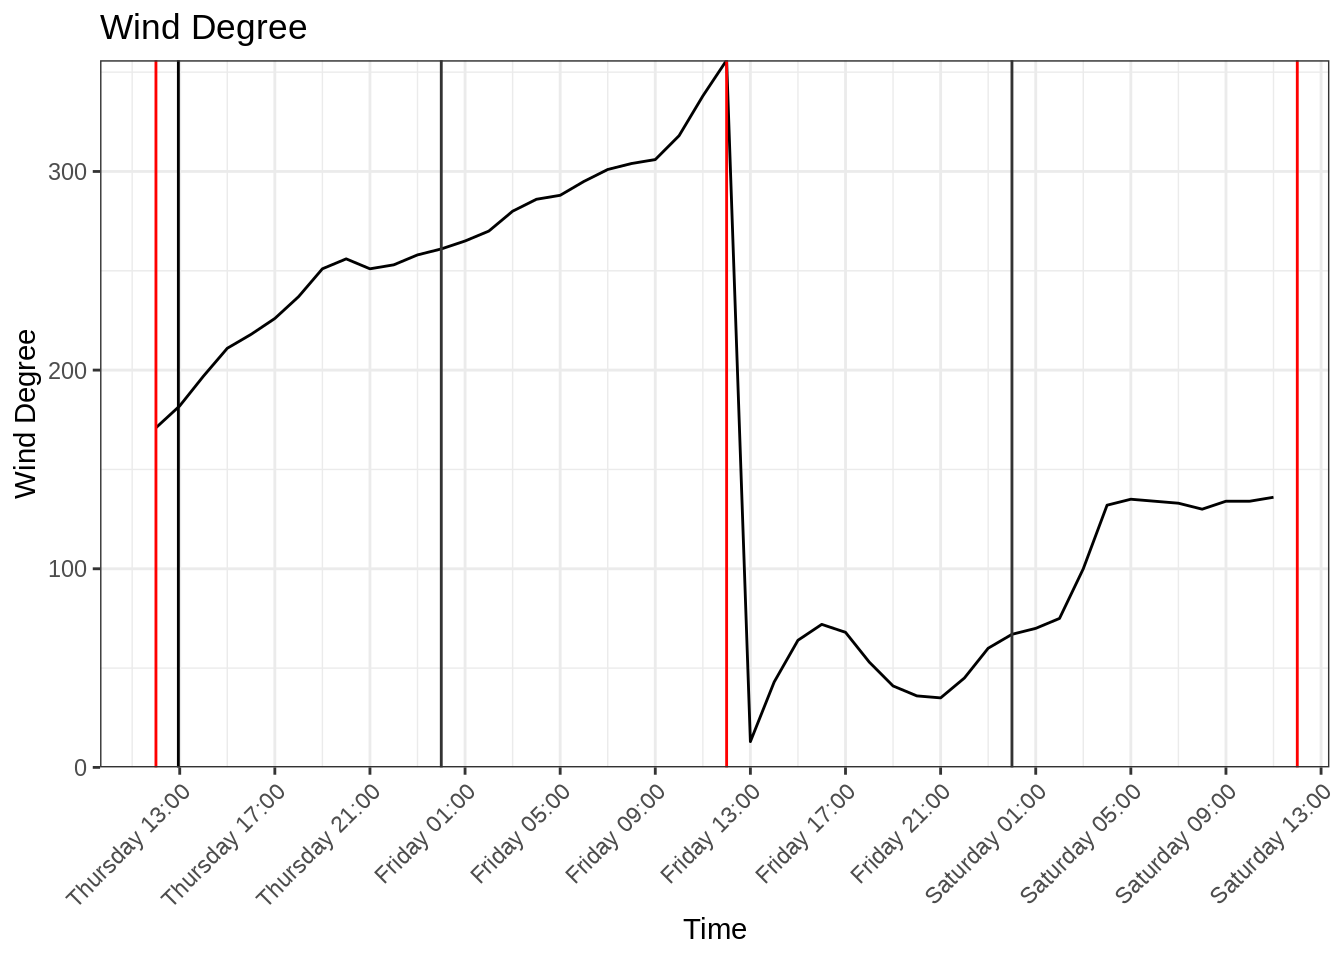 Wind Degree
Wind Degree
300
200
100
0
Thursday 13:00
Thursday 17:00
Thursday 21:00
Friday 01:00
Friday 05:00
Friday 09:00
Friday 13:00
Friday 17:00
Friday 21:00
Saturday 01:00
Saturday 05:00
Saturday 09:00
Saturday 13:00
Time